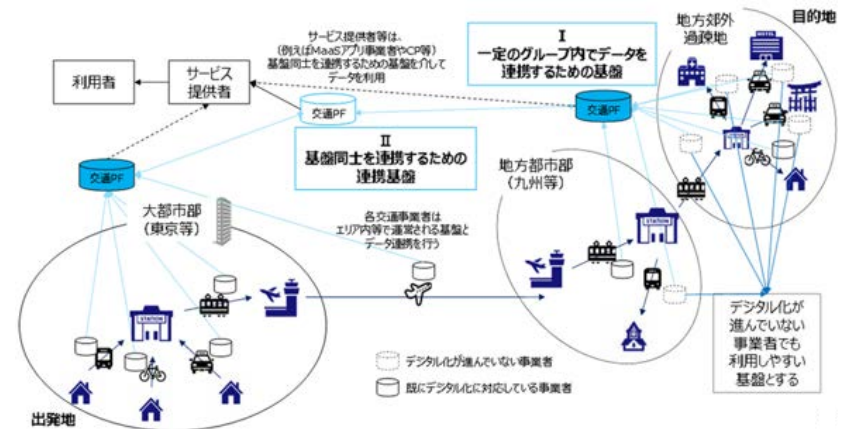 サービス提供者等は、
(例えばMaaSアプリ事業者やCP等)
基盤同士を連携するための基盤を介して
データを利用
Ⅰ
一定のグループ内でデータを
連携するための基盤
地方郊外
過疎地
目的地
利用者
サービス
提供者
交通PF
交通PF
Ⅱ
基盤同士を連携するための
連携基盤
交通PF
大都市部
(東京等)
各交通事業者は
エリア内等で運営される基盤と
データ連携を行う
地方都市部
(九州等)
STATION
STATION
デジタル化が
進んでいない
事業者でも
利用しやすい
基盤とする
デジタル化が進んでいない事業者
既にデジタル化に対応している事業者
出発地